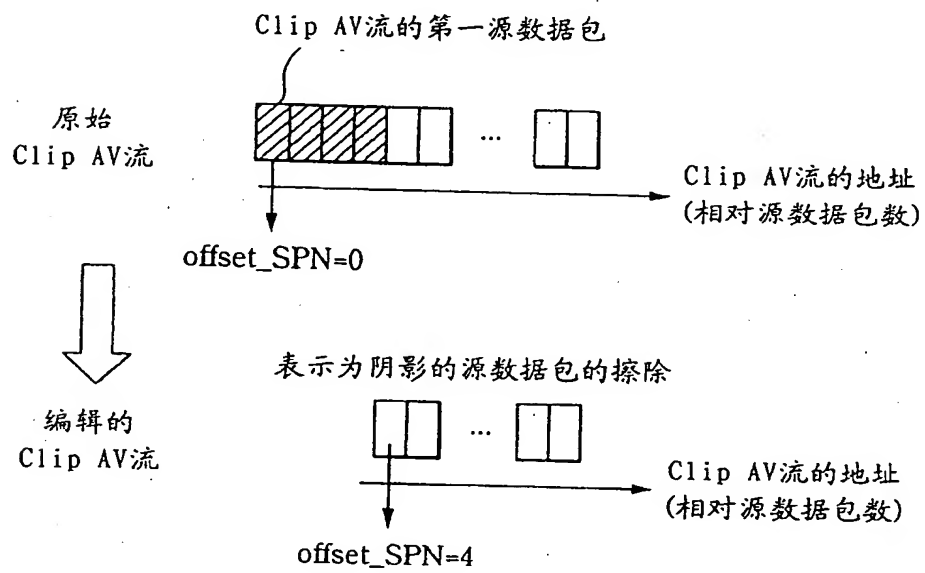 Clip AV流的第一源数据包
原始
Clip AV流
...
Clip AV流的地址
(相对源数据包数)
offset_SPN=0
表示为阴影的源数据包的擦除
编辑的
Clip AV流
...
Clip AV流的地址
(相对源数据包数)
offset_SPN=4